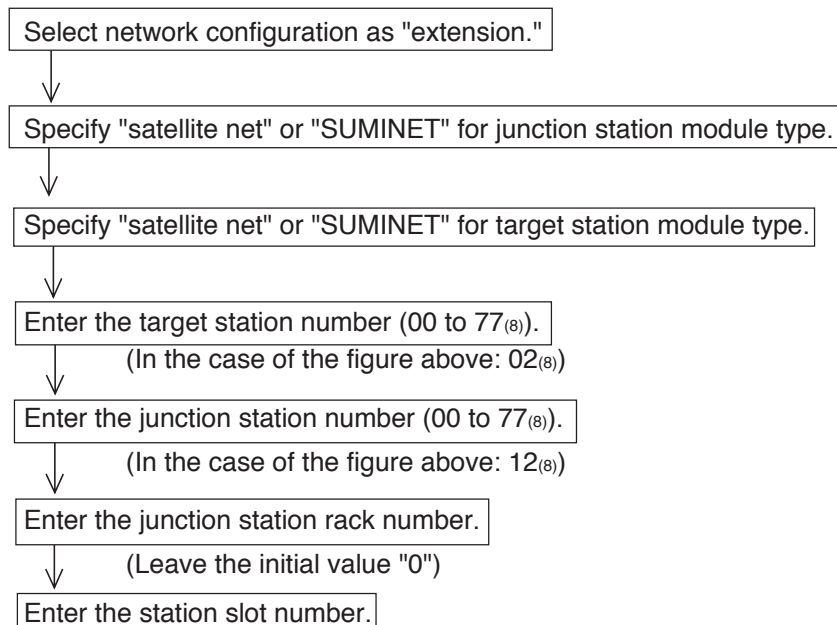 Select network configuration as "extension."
Specify "satellite net" or "SUMINET" for junction station module type.
Specify "satellite net" or "SUMINET" for target station module type.
Enter the target station number (00 to 77(8)).
(In the case of the figure above: 02(8))
Enter the junction station number (00 to 77(8)).
(In the case of the figure above: 12(8))
Enter the junction station rack number.
(Leave the initial value "0")
Enter the station slot number.